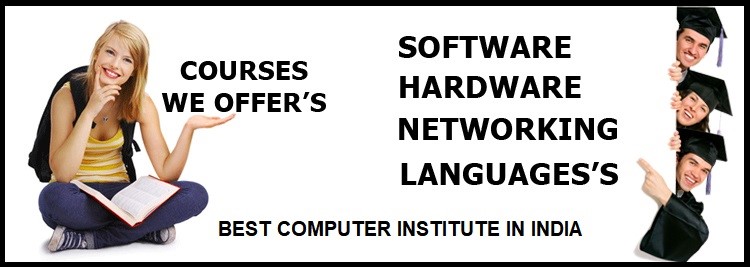 COURSES
WE OFFER’S
SOFTWARE
HARDWARE
NETWORKING
LANGUAGES’S
BEST COMPUTER INSTITUTE IN INDIA